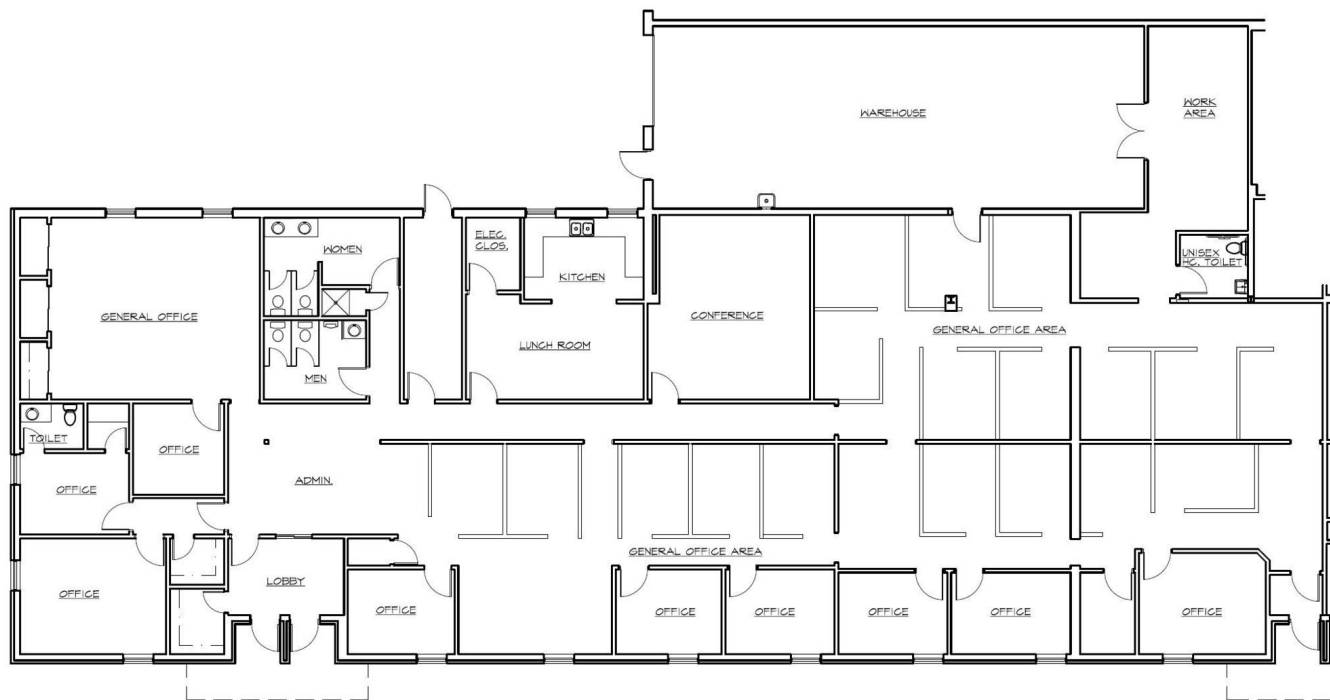 WAREHOUSE
WORK
AREA
WOMEN
ELEC.
CLOS.
KITCHEN
UNISEX
HC. TOILET
GENERAL OFFICE
CONFERENCE
GENERAL OFFICE AREA
LUNCH ROOM
MEN
TOILET
OFFICE
OFFICE
ADMIN.
GENERAL OFFICE AREA
OFFICE
LOBBY
OFFICE
OFFICE
OFFICE
OFFICE
OFFICE
OFFICE